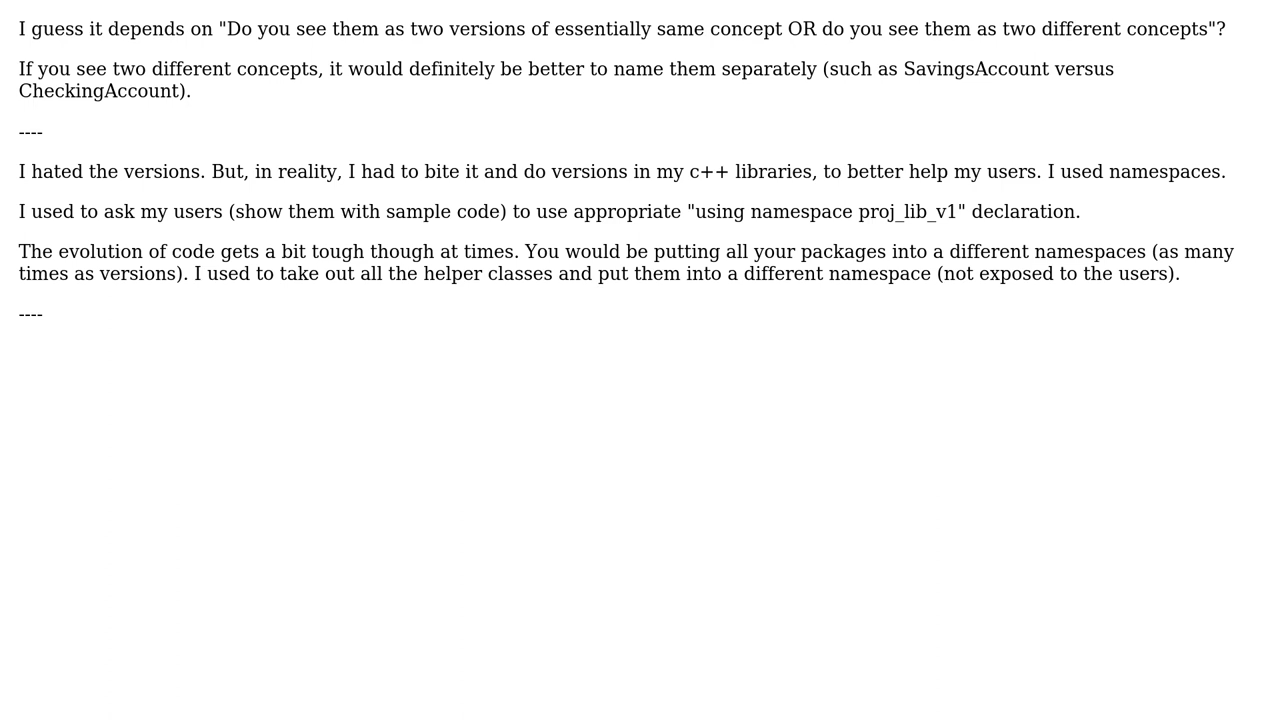 I guess it depends on "Do you see them as two versions of essentially same concept OR do you see them as two different concepts"?
If you see two different concepts, it would definitely be better to name them separately (such as SavingsAccount versus
CheckingAccount).
----
I hated the versions. But, in reality, I had to bite it and do versions in my c++ libraries, to better help my users. I used namespaces.
I used to ask my users (show them with sample code) to use appropriate "using namespace proj_lib_v1" declaration.
The evolution of code gets a bit tough though at times. You would be putting all your packages into a different namespaces (as many
times as versions). I used to take out all the helper classes and put them into a different namespace (not exposed to the users).
----